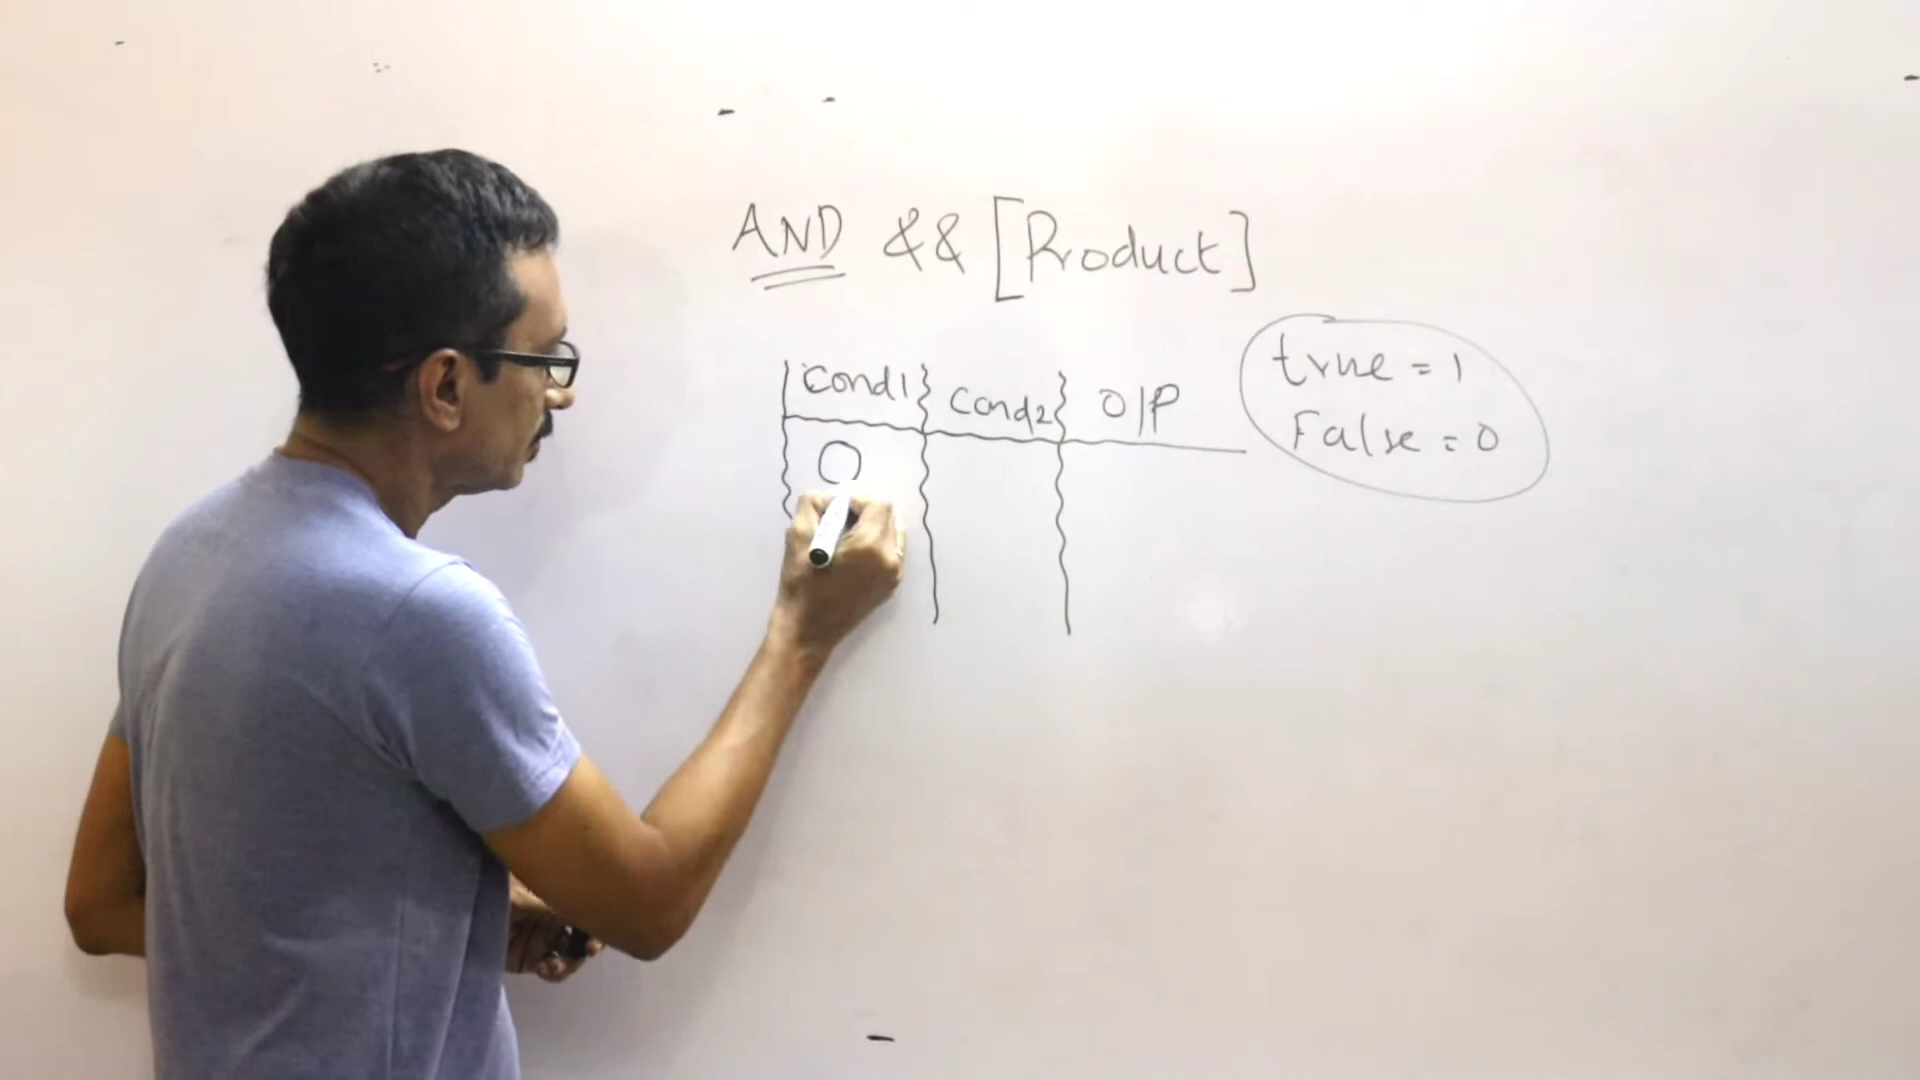 AND && [Product]
Cond1 Cond2 O|P
0
true = 1
False = 0